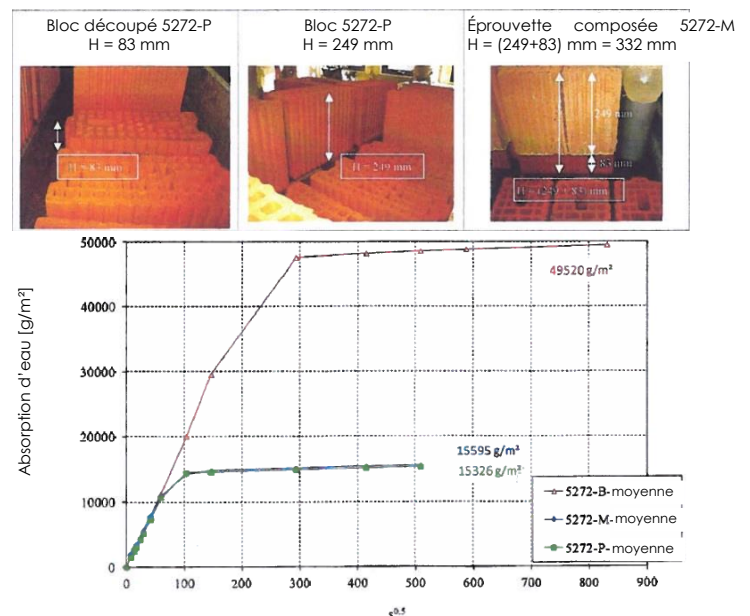 Bloc découpé 5272-P
H = 83 mm
Bloc 5272-P
H = 249 mm
Éprouvette composée 5272-M
H = (249+83) mm = 332 mm
H = 83 mm
H = 249 mm
249 mm
83 mm
H = (249 + 83) mm
Absorption d'eau [g/m²]
50000
40000
30000
20000
10000
0
49520 g/m²
15595 g/m²
15326 g/m²
5272-B-moyenne
5272-M-moyenne
5272-P-moyenne
0 100 200 300 400 500 600 700 800 900
s^0.5